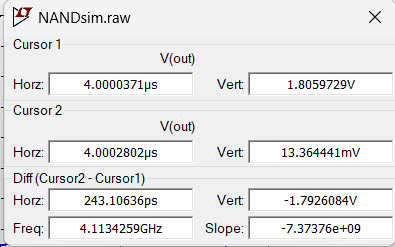 NANDsim.raw
Cursor 1
V(out)
Horz: 4.0000371µs Vert: 1.8059729V
Cursor 2
V(out)
Horz: 4.0002802µs Vert: 13.364441mV
Diff (Cursor2 - Cursor1)
Horz: 243.10636ps Vert: -1.7926084V
Freq: 4.1134259GHz Slope: -7.37376e+09